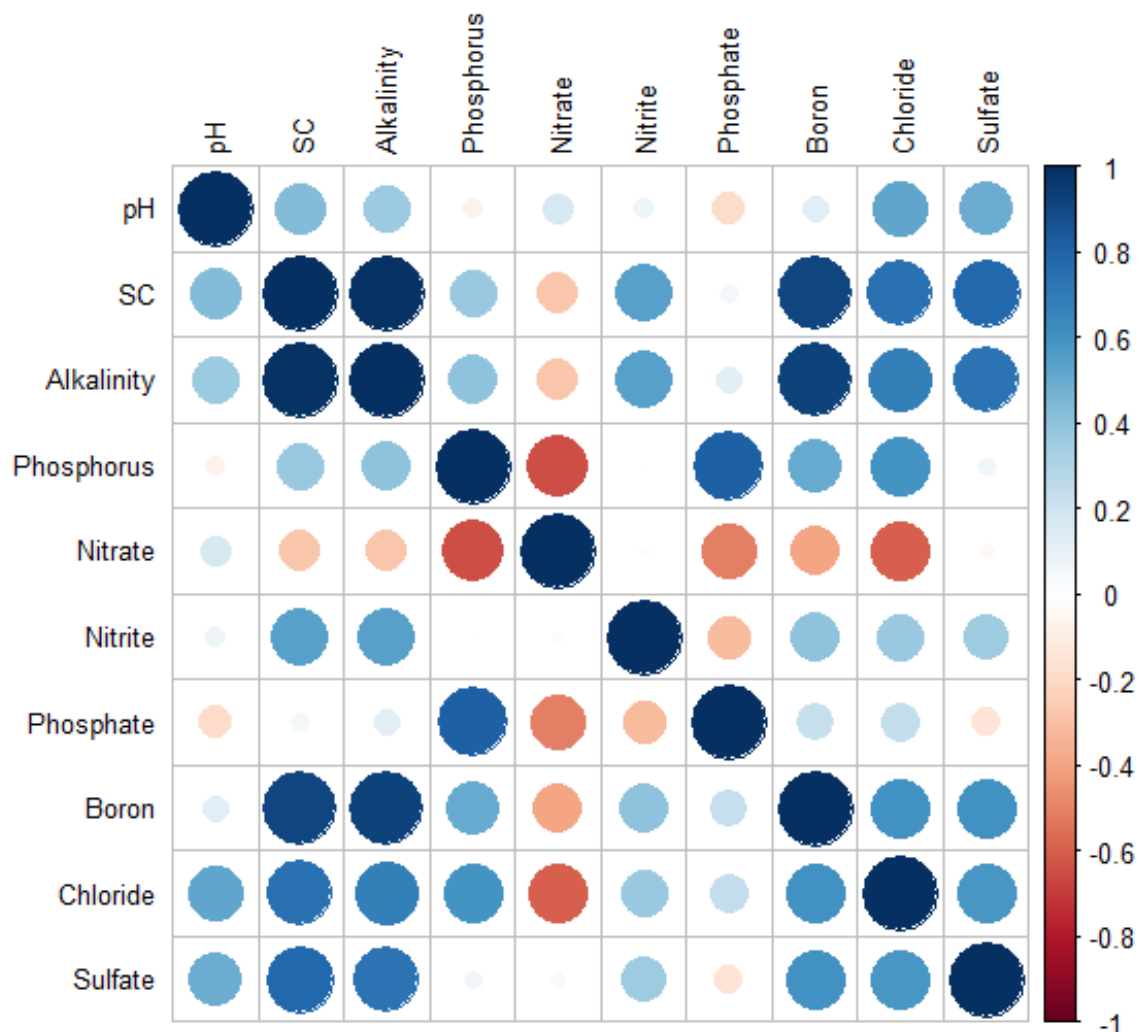 pH
SC
Alkalinity
Phosphorus
Nitrate
Nitrite
Phosphate
Boron
Chloride
Sulfate
pH
SC
Alkalinity
Phosphorus
Nitrate
Nitrite
Phosphate
Boron
Chloride
Sulfate
1
0.8
0.6
0.4
0.2
0
-0.2
-0.4
-0.6
-0.8
-1